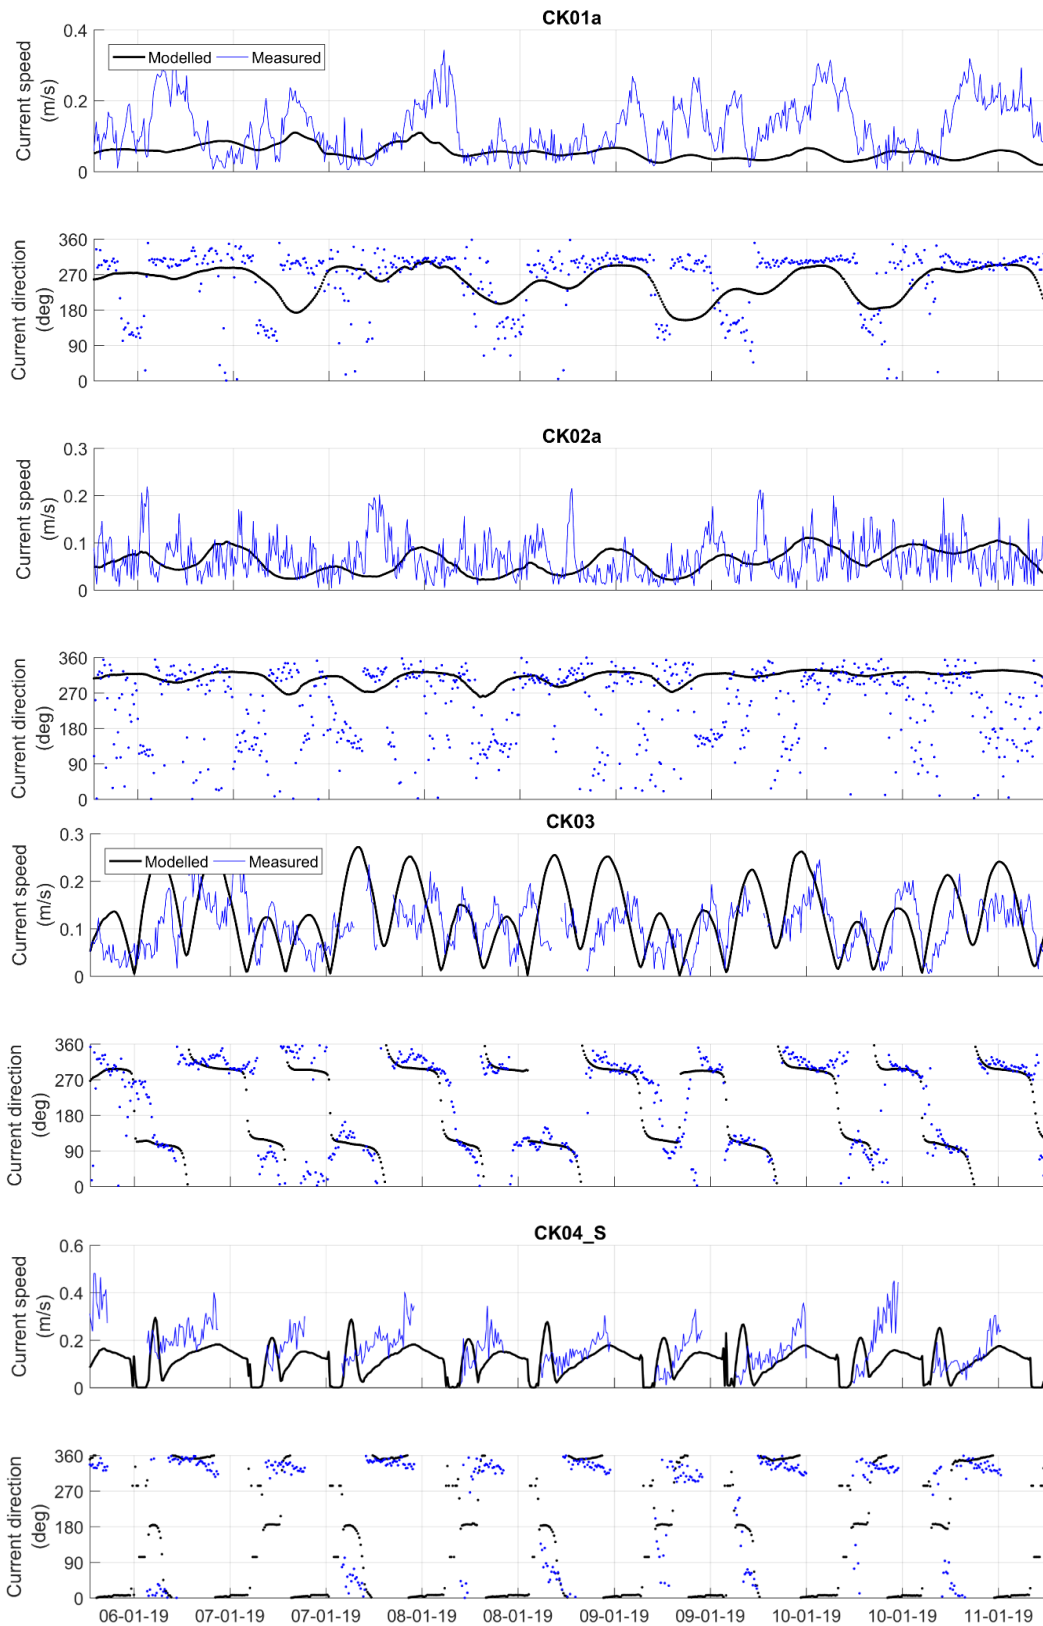 CK01a
0.4
0.2
0
Current speed
(m/s)
Modelled
Measured
360
270
180
90
0
Current direction
(deg)
CK02a
0.3
0.2
0.1
0
Current speed
(m/s)
360
270
180
90
0
Current direction
(deg)
CK03
0.3
0.2
0.1
0
Current speed
(m/s)
Modelled
Measured
360
270
180
90
0
Current direction
(deg)
CK04_S
0.6
0.4
0.2
0
Current speed
(m/s)
360
270
180
90
0
Current direction
(deg)
06-01-19 07-01-19 07-01-19 08-01-19 08-01-19 09-01-19 09-01-19 10-01-19 10-01-19 11-01-19